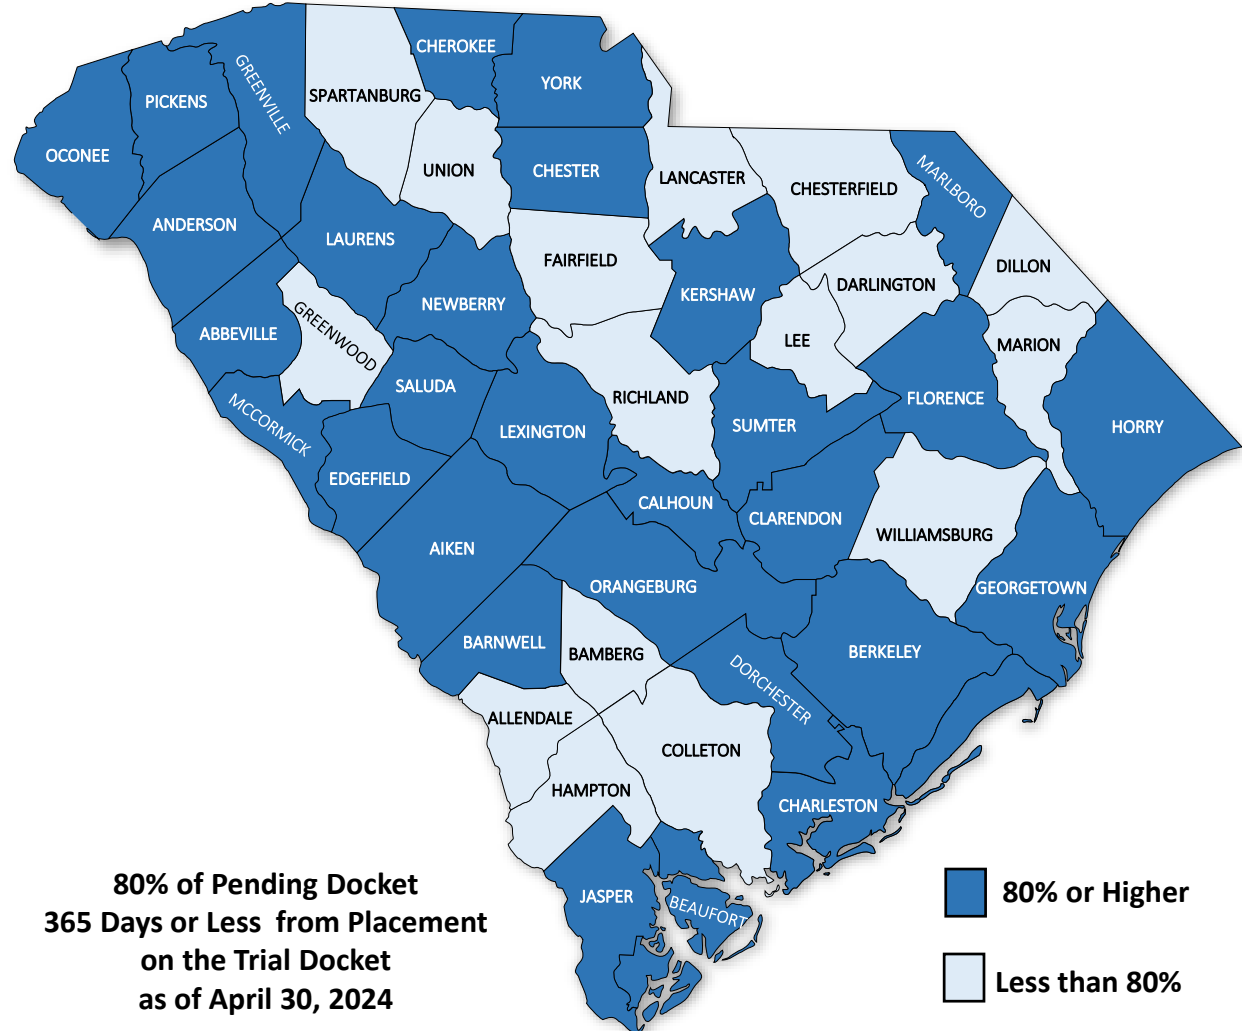 CHEROKEE
YORK
GREENVILLE
SPARTANBURG
PICKENS
OCONEE
UNION
CHESTER
LANCASTER
CHESTERFIELD
MARLBORO
ANDERSON
LAURENS
FAIRFIELD
DILLON
DARLINGTON
KERSHAW
NEWBERRY
ABBEVILLE
GREENWOOD
LEE
MARION
SALUDA
RICHLAND
FLORENCE
MCCORMICK
LEXINGTON
SUMTER
HORRY
EDGEFIELD
CALHOUN
CLARENDON
WILLIAMSBURG
AIKEN
ORANGEBURG
GEORGETOWN
BARNWELL
BAMBERG
BERKELEY
DORCHESTER
ALLENDALE
COLLETON
HAMPTON
CHARLESTON
JASPER
BEAUFORT
80% of Pending Docket
365 Days or Less from Placement
on the Trial Docket
as of April 30, 2024
80% or Higher
Less than 80%